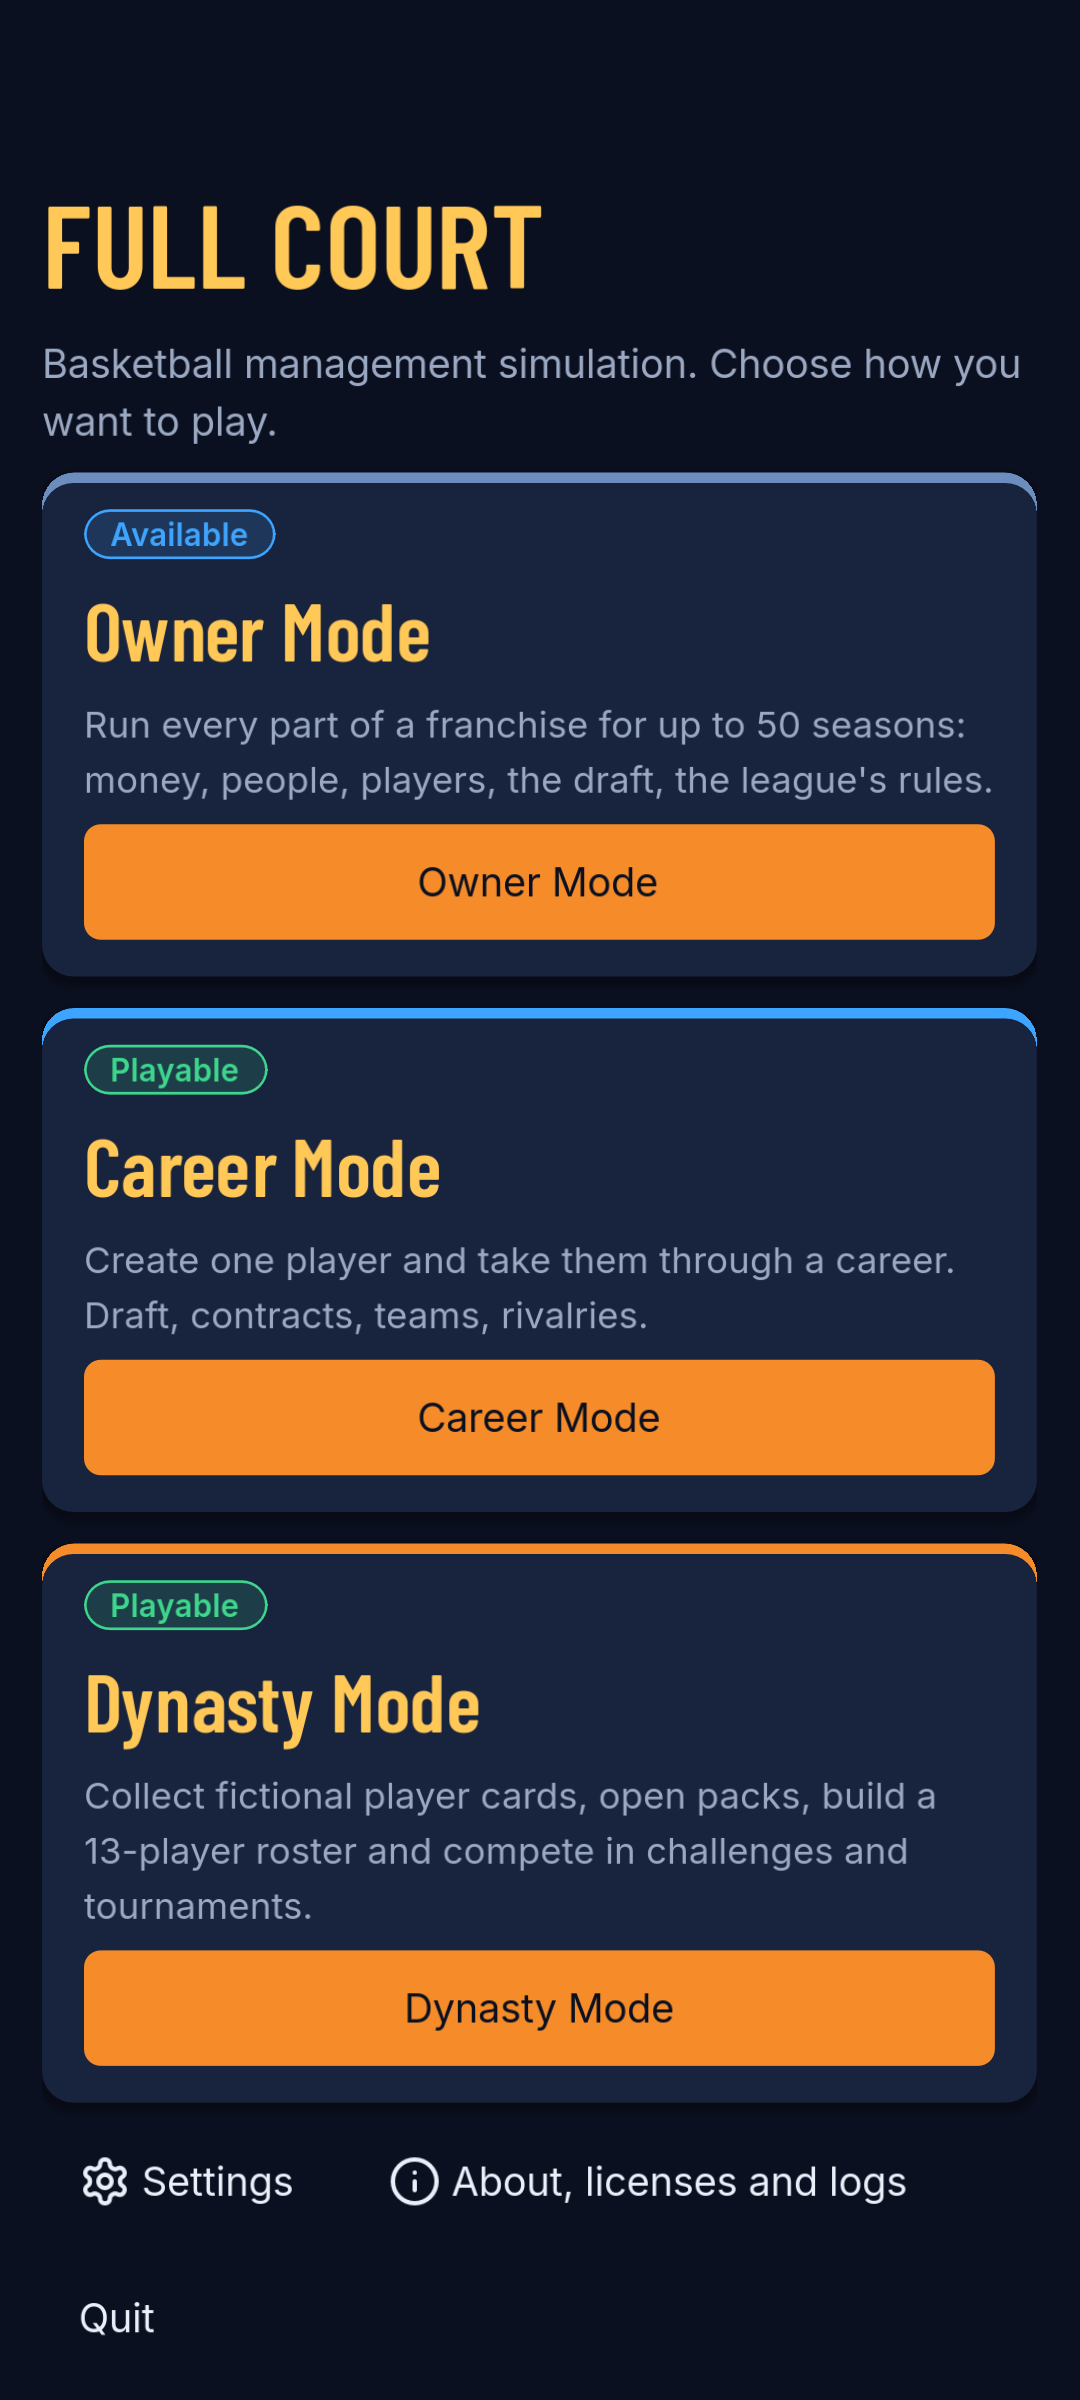 FULL COURT
Basketball management simulation. Choose how you
want to play.
Available
Owner Mode
Run every part of a franchise for up to 50 seasons:
money, people, players, the draft, the league's rules.
Owner Mode
Playable
Career Mode
Create one player and take them through a career.
Draft, contracts, teams, rivalries.
Career Mode
Playable
Dynasty Mode
Collect fictional player cards, open packs, build a
13-player roster and compete in challenges and
tournaments.
Dynasty Mode
Settings
About, licenses and logs
Quit